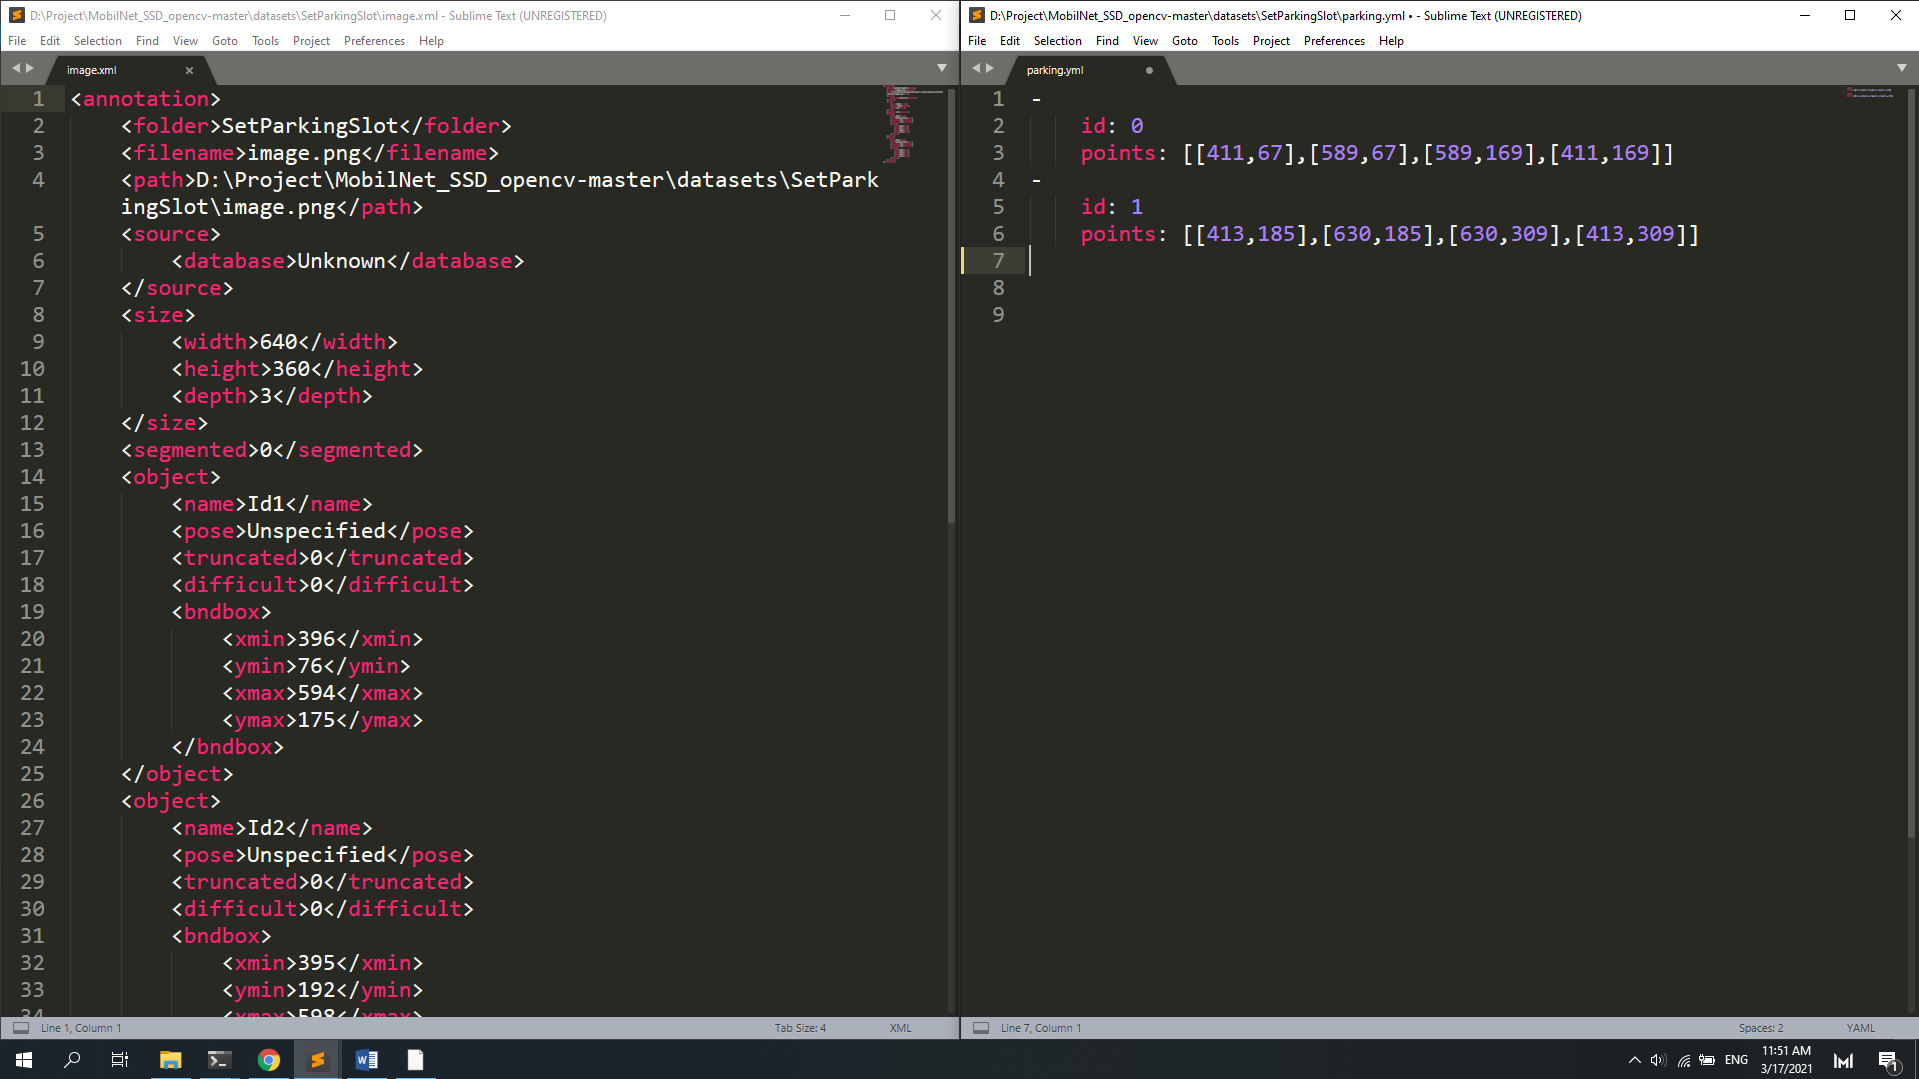 D:\Project\MobilNet_SSD_opencv-master\datasets\SetParkingSlot\image.xml - Sublime Text (UNREGISTERED)
File Edit Selection Find View Goto Tools Project Preferences Help
image.xml
1 <annotation>
2 <folder>SetParkingSlot</folder>
3 <filename>image.png</filename>
4 <path>D:\Project\MobilNet_SSD_opencv-master\datasets\SetPark
ingSlot\image.png</path>
5 <source>
6 <database>Unknown</database>
7 </source>
8 <size>
9 <width>640</width>
10 <height>360</height>
11 <depth>3</depth>
12 </size>
13 <segmented>0</segmented>
14 <object>
15 <name>Id1</name>
16 <pose>Unspecified</pose>
17 <truncated>0</truncated>
18 <difficult>0</difficult>
19 <bndbox>
20 <xmin>396</xmin>
21 <ymin>76</ymin>
22 <xmax>594</xmax>
23 <ymax>175</ymax>
24 </bndbox>
25 </object>
26 <object>
27 <name>Id2</name>
28 <pose>Unspecified</pose>
29 <truncated>0</truncated>
30 <difficult>0</difficult>
31 <bndbox>
32 <xmin>395</xmin>
33 <ymin>192</ymin>
34 <xmax>598</xmax>
Line 1, Column 1 Tab Size: 4 XML
D:\Project\MobilNet_SSD_opencv-master\datasets\SetParkingSlot\parking.yml • - Sublime Text (UNREGISTERED)
File Edit Selection Find View Goto Tools Project Preferences Help
parking.yml
1 -
2 id: 0
3 points: [[411,67],[589,67],[589,169],[411,169]]
4 -
5 id: 1
6 points: [[413,185],[630,185],[630,309],[413,309]]
7
8
9
Line 7, Column 1 Spaces: 2 YAML
ENG
11:51 AM
3/17/2021
1